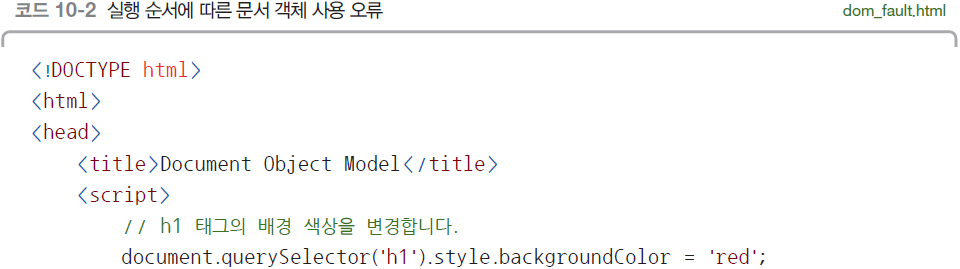 코드 10-2 실행 순서에 따른 문서 객체 사용 오류 dom_fault.html
<!DOCTYPE html>
<html>
<head>
    <title>Document Object Model</title>
    <script>
        // h1 태그의 배경 색상을 변경합니다.
        document.querySelector('h1').style.backgroundColor = 'red';